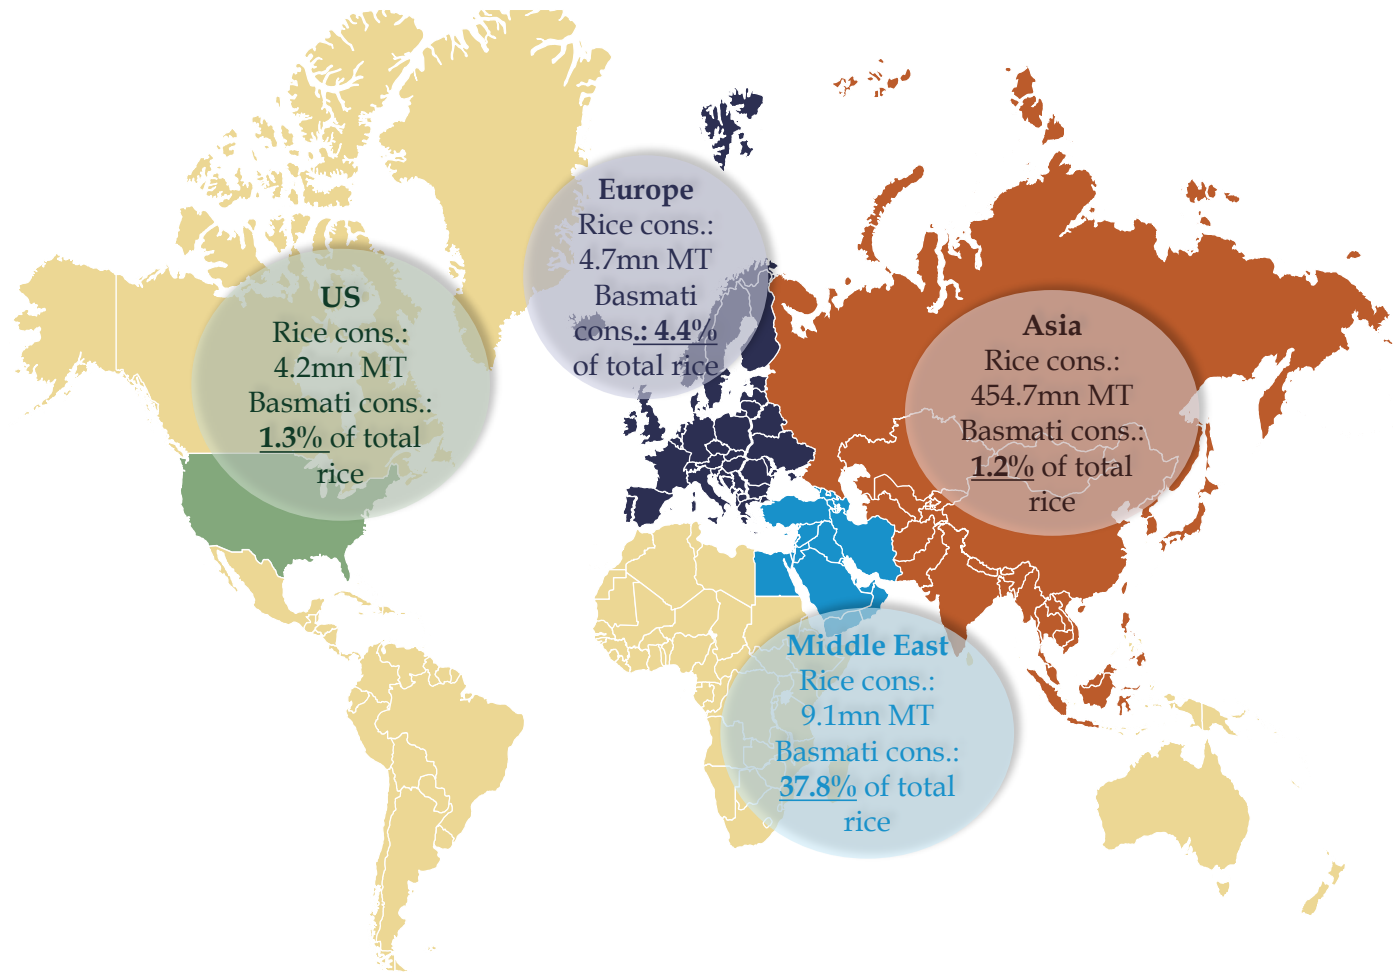 Europe
Rice cons.:
4.7mn MT
Basmati
cons.: 4.4%
of total rice
US
Rice cons.:
4.2mn MT
Basmati cons.:
1.3% of total
rice
Asia
Rice cons.:
454.7mn MT
Basmati cons.:
1.2% of total
rice
Middle East
Rice cons.:
9.1mn MT
Basmati cons.:
37.8% of total
rice